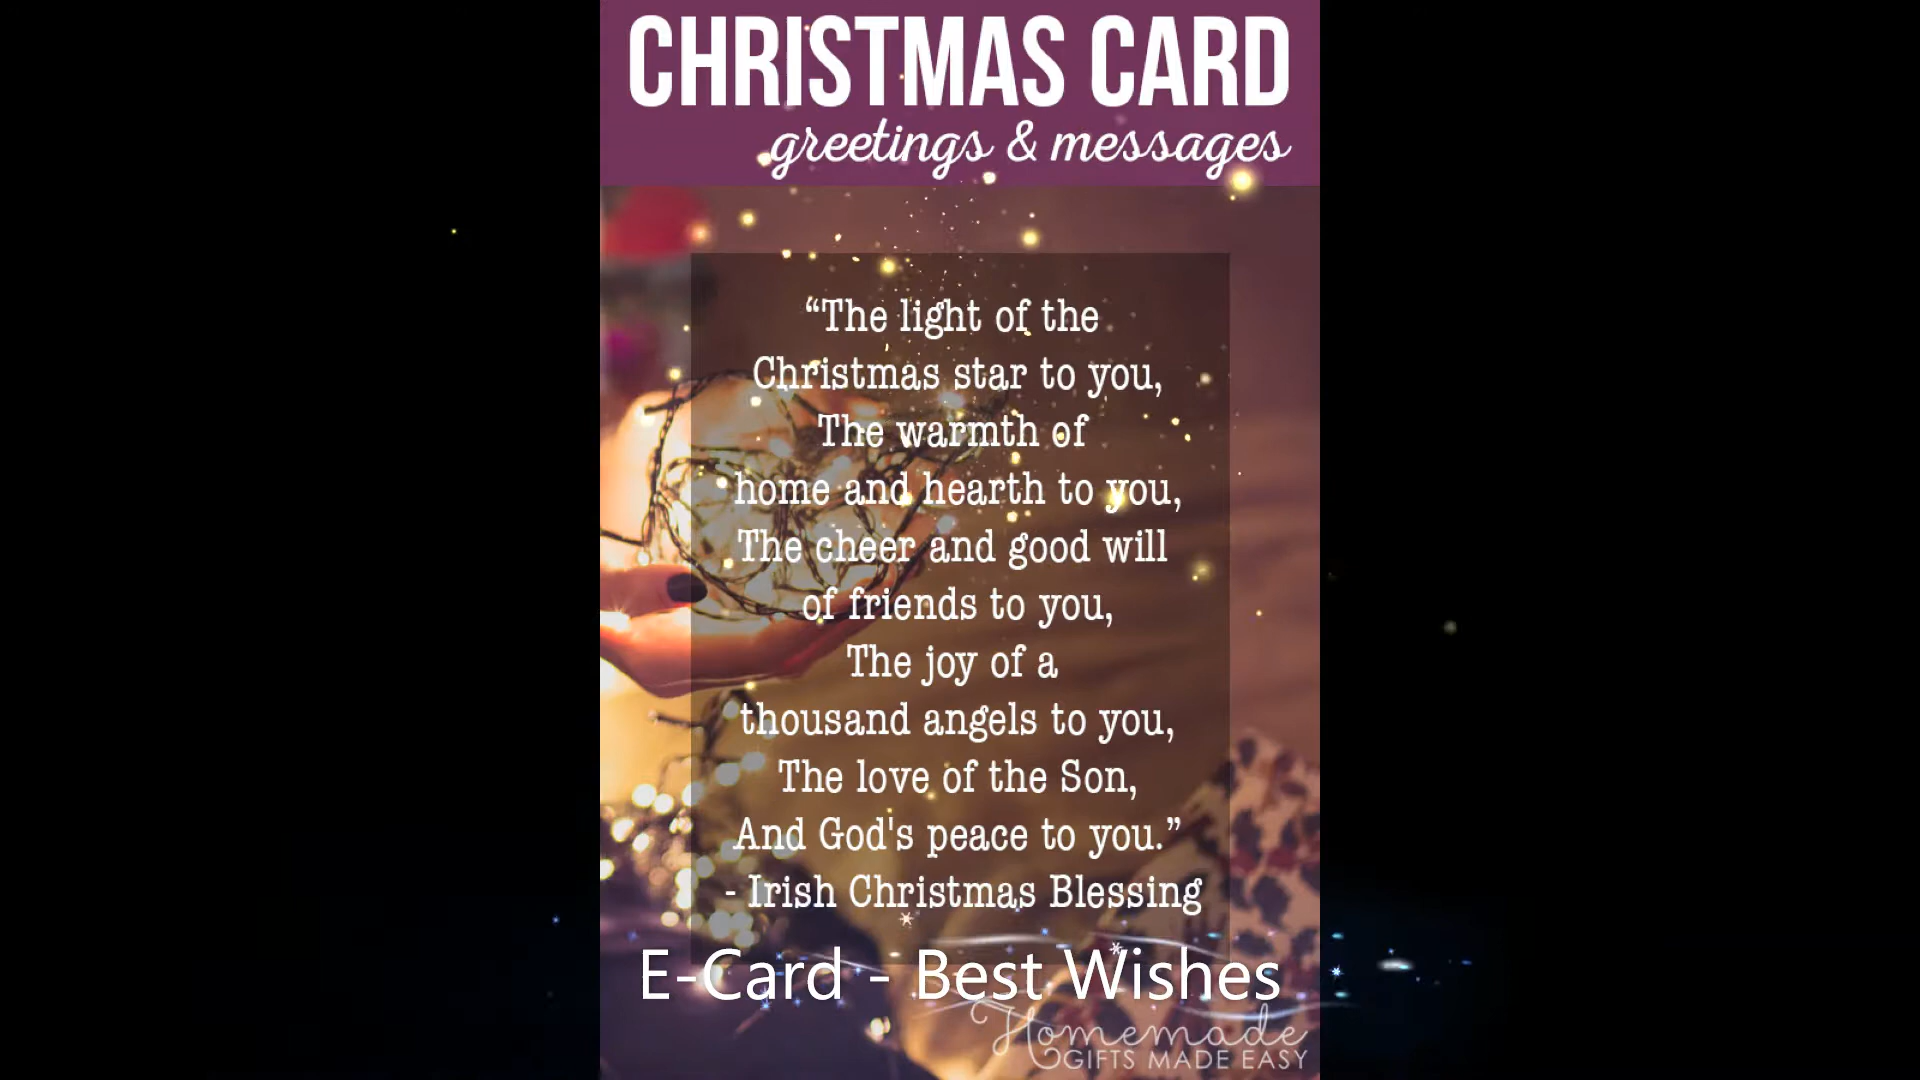 CHRISTMAS CARD
greetings & messages
“The light of the
Christmas star to you,
The warmth of
home and hearth to you,
The cheer and good will
of friends to you,
The joy of a
thousand angels to you,
The love of the Son,
And God's peace to you.”
- Irish Christmas Blessing
E-Card - Best Wishes
Homemade
GIFTS MADE EASY